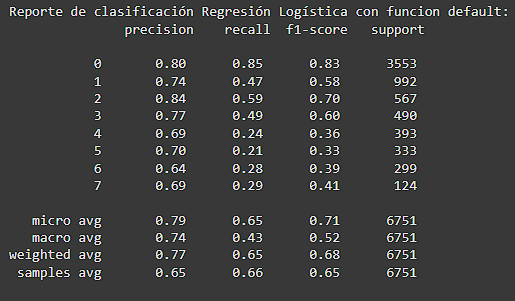 Reporte de clasificación Regresión Logística con funcion default:
precision recall f1-score support
0 0.80 0.85 0.83 3553
1 0.74 0.47 0.58 992
2 0.84 0.59 0.70 567
3 0.77 0.49 0.60 490
4 0.69 0.24 0.36 393
5 0.70 0.21 0.33 333
6 0.64 0.28 0.39 299
7 0.69 0.29 0.41 124
micro avg 0.79 0.65 0.71 6751
macro avg 0.74 0.43 0.52 6751
weighted avg 0.77 0.65 0.68 6751
samples avg 0.65 0.66 0.65 6751